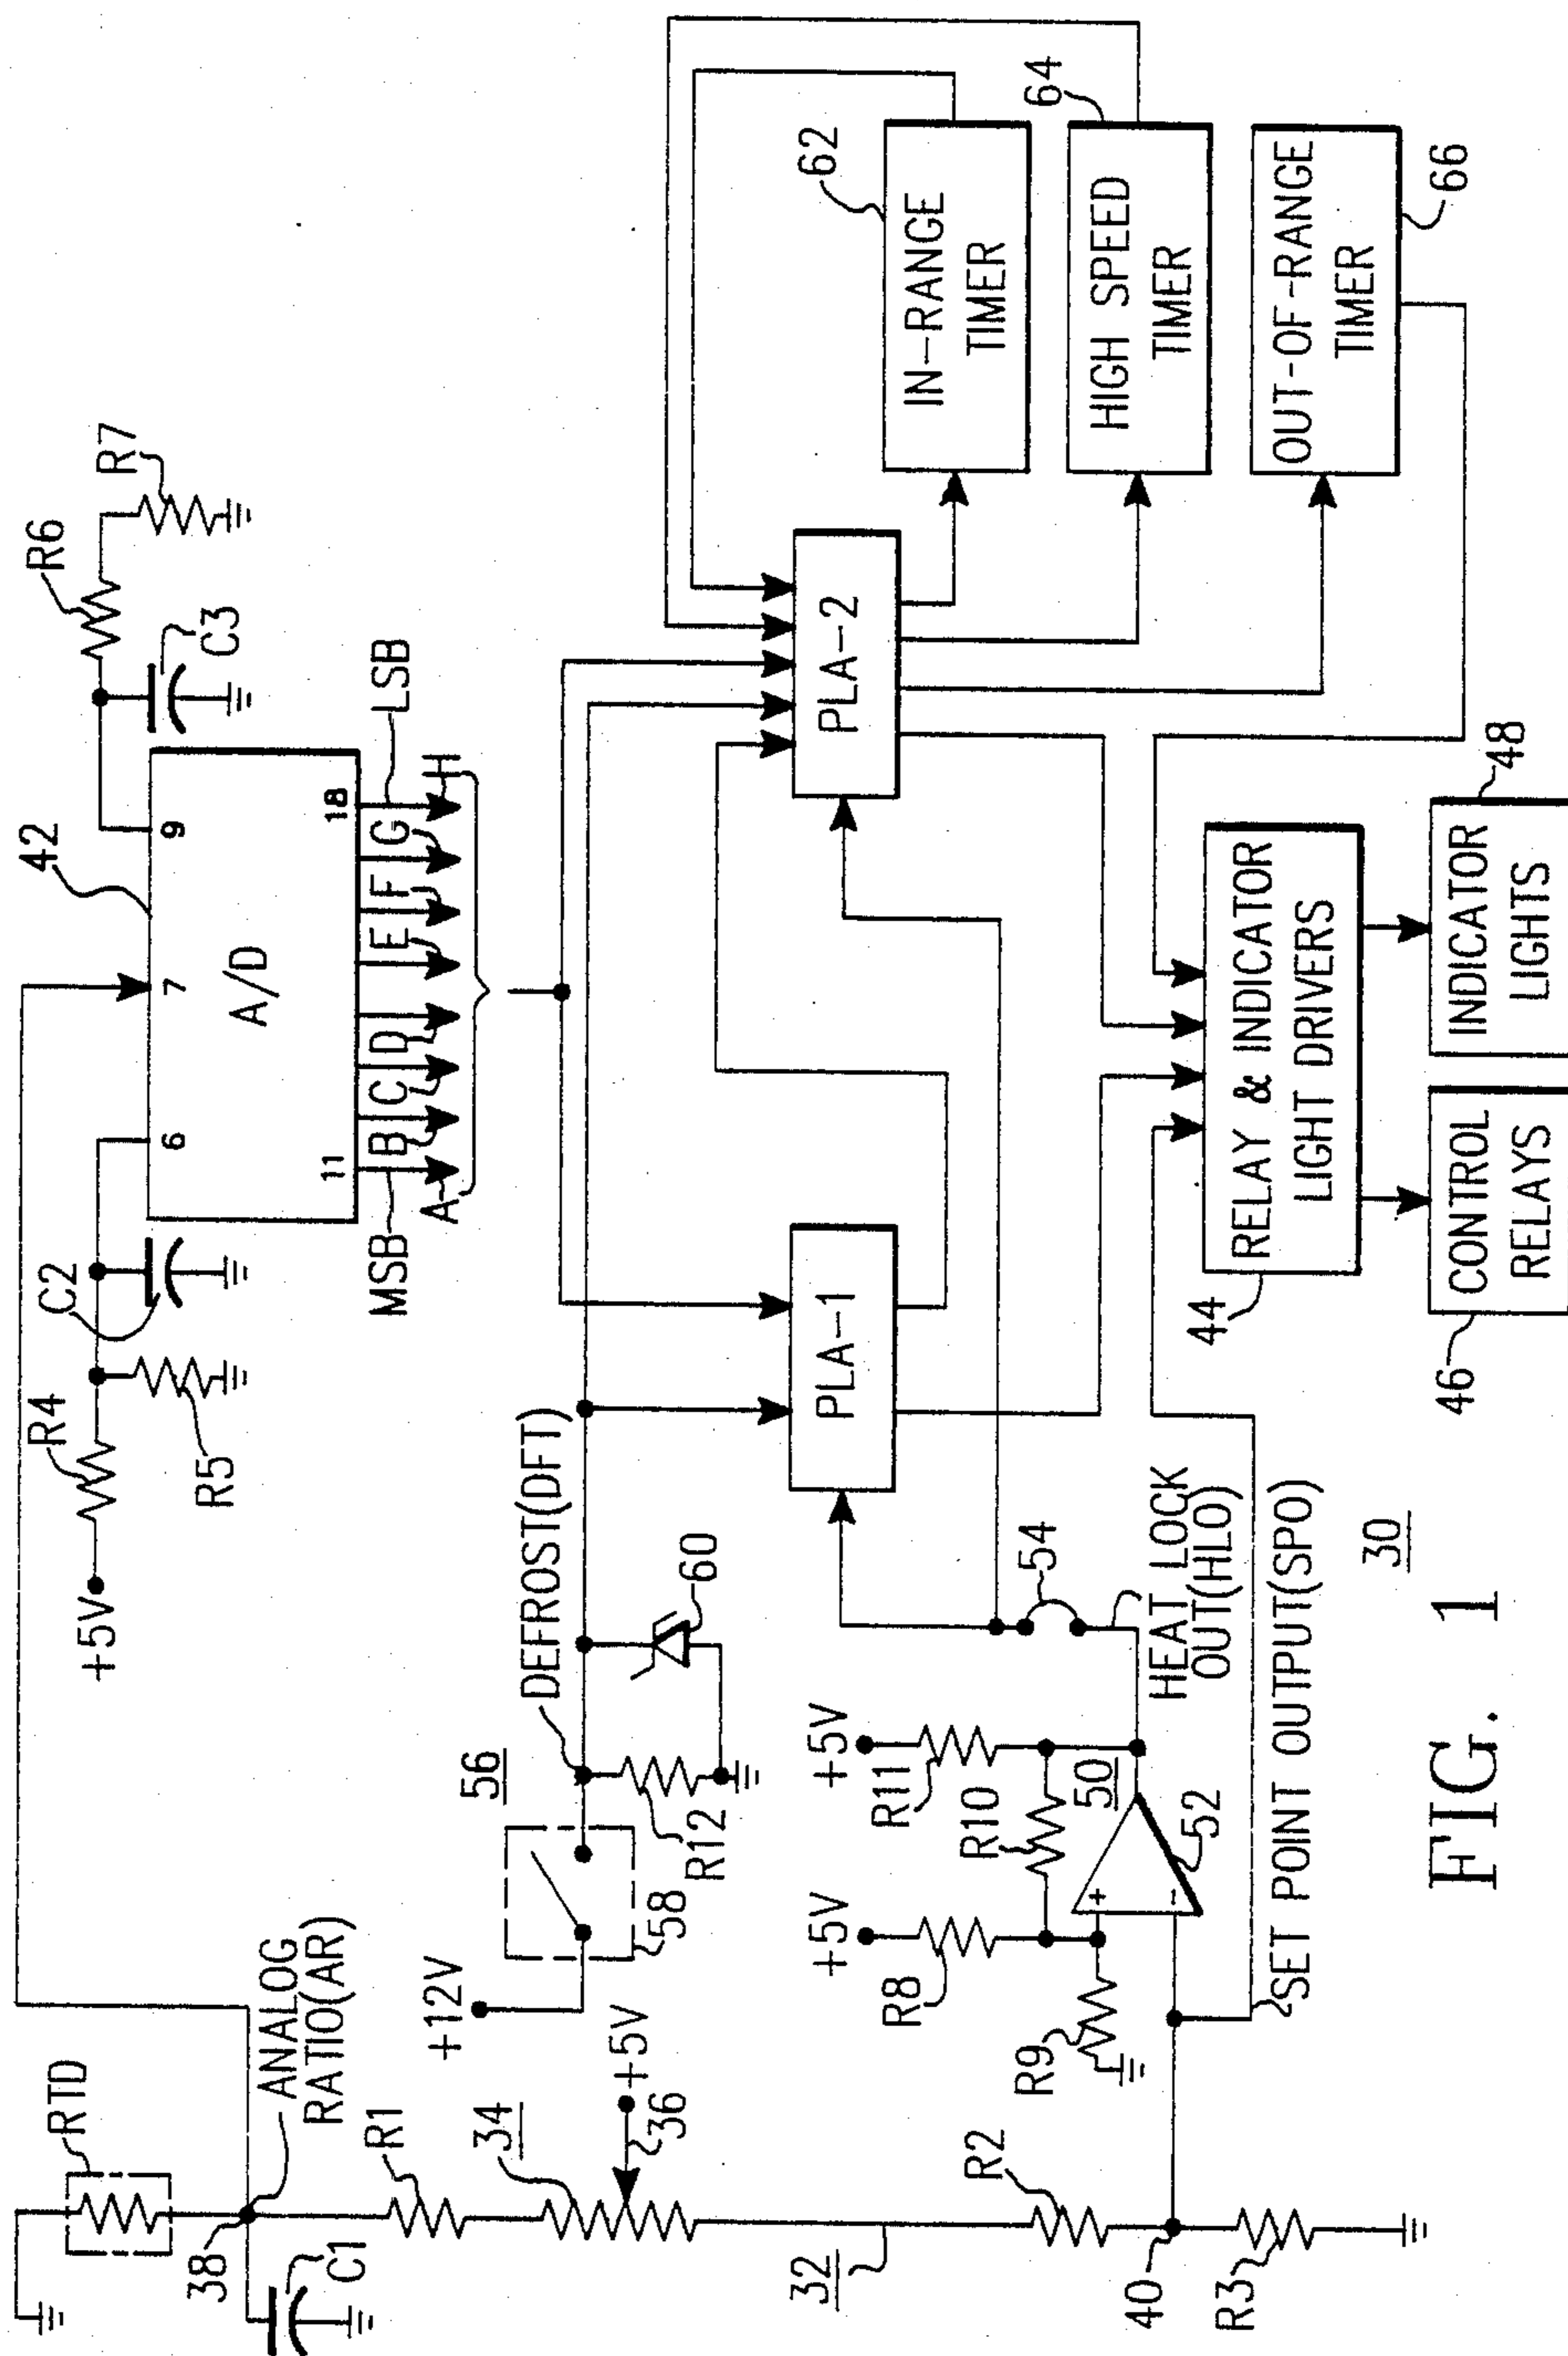 RTD
38
ANALOG
RATIO(AR)
C1
R1
34
+5V
36
32
R2
40
R3
+5V
R4
R5
C2
42
6
7
9
A/D
11
18
MSB
LSB
A
B
C
D
E
F
G
H
C3
R6
R7
+12V
56
58
DEFROST(DFT)
R12
60
+5V
R8
R9
+5V
R11
R10
50
+
-
52
54
HEAT LOCK
OUT(HLO)
SET POINT OUTPUT(SPO)
PLA-1
PLA-2
62
IN-RANGE
TIMER
64
HIGH SPEED
TIMER
OUT-OF-RANGE
TIMER
66
44
RELAY & INDICATOR
LIGHT DRIVERS
46
CONTROL
RELAYS
48
INDICATOR
LIGHTS
30
FIG. 1